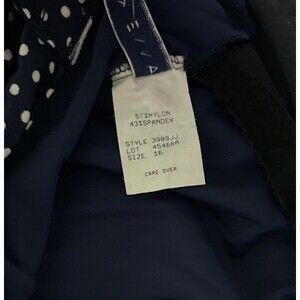 57%NYLON
43%SPANDEX
STYLE 3989JJ
LOT 45466A
SIZE 16
CARE OVER